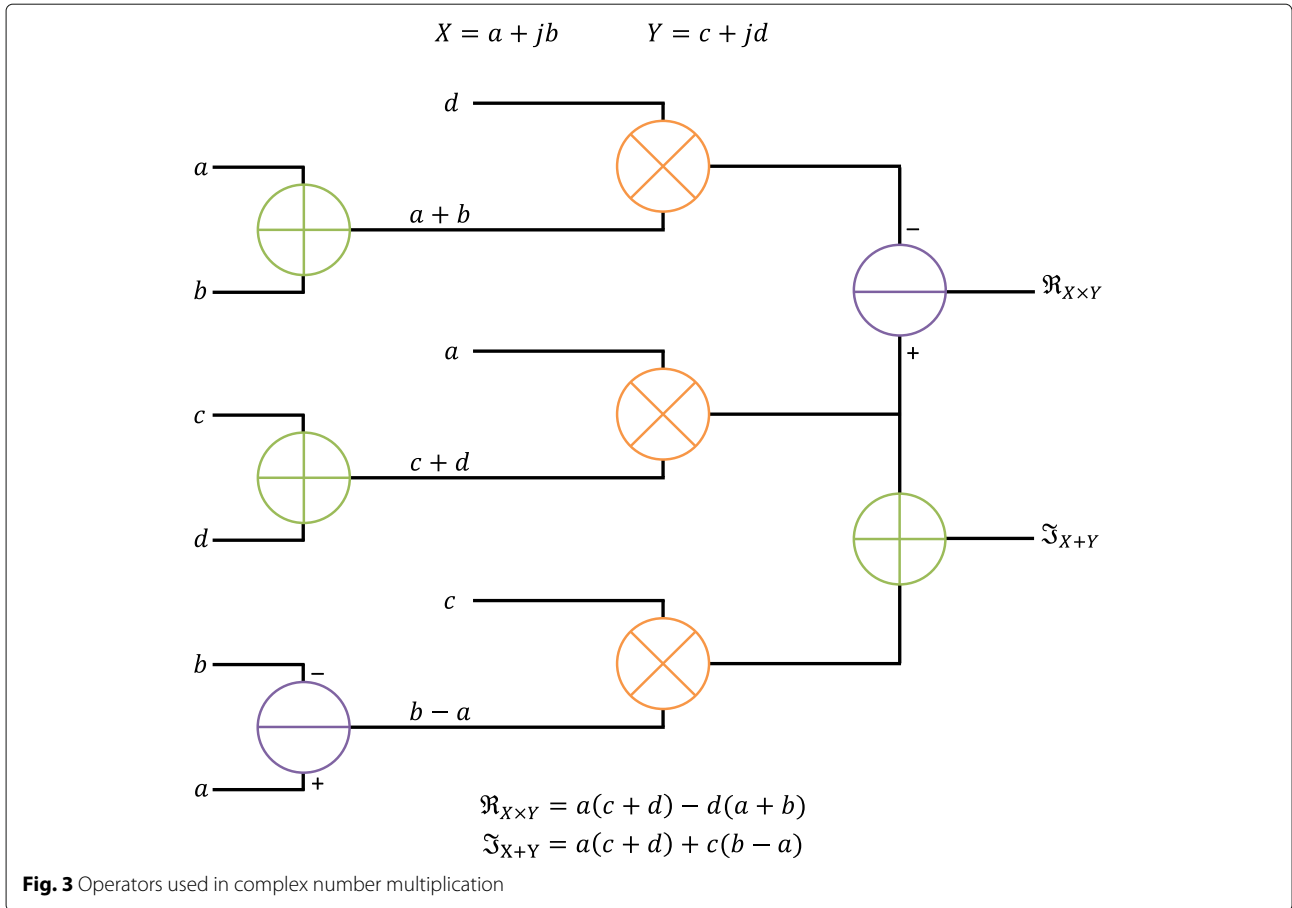 X = a + jb Y = c + jd
d
a
a + b
b
−
ℜ_{X×Y}
+
a
c
c + d
d
ℑ_{X+Y}
c
b
−
b − a
a
+
ℜ_{X×Y} = a(c + d) − d(a + b)
ℑ_{X+Y} = a(c + d) + c(b − a)
Fig. 3 Operators used in complex number multiplication